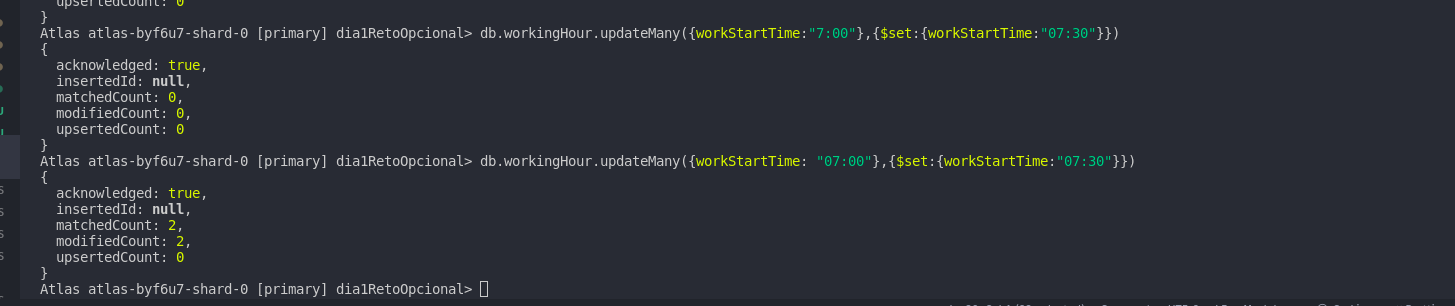 upsertedCount: 0
}
Atlas atlas-byf6u7-shard-0 [primary] dia1RetoOpcional> db.workingHour.updateMany({workStartTime:"7:00"},{$set:{workStartTime:"07:30"}})
{
acknowledged: true,
insertedId: null,
matchedCount: 0,
modifiedCount: 0,
upsertedCount: 0
}
Atlas atlas-byf6u7-shard-0 [primary] dia1RetoOpcional> db.workingHour.updateMany({workStartTime: "07:00"},{$set:{workStartTime:"07:30"}})
{
acknowledged: true,
insertedId: null,
matchedCount: 2,
modifiedCount: 2,
upsertedCount: 0
}
Atlas atlas-byf6u7-shard-0 [primary] dia1RetoOpcional>